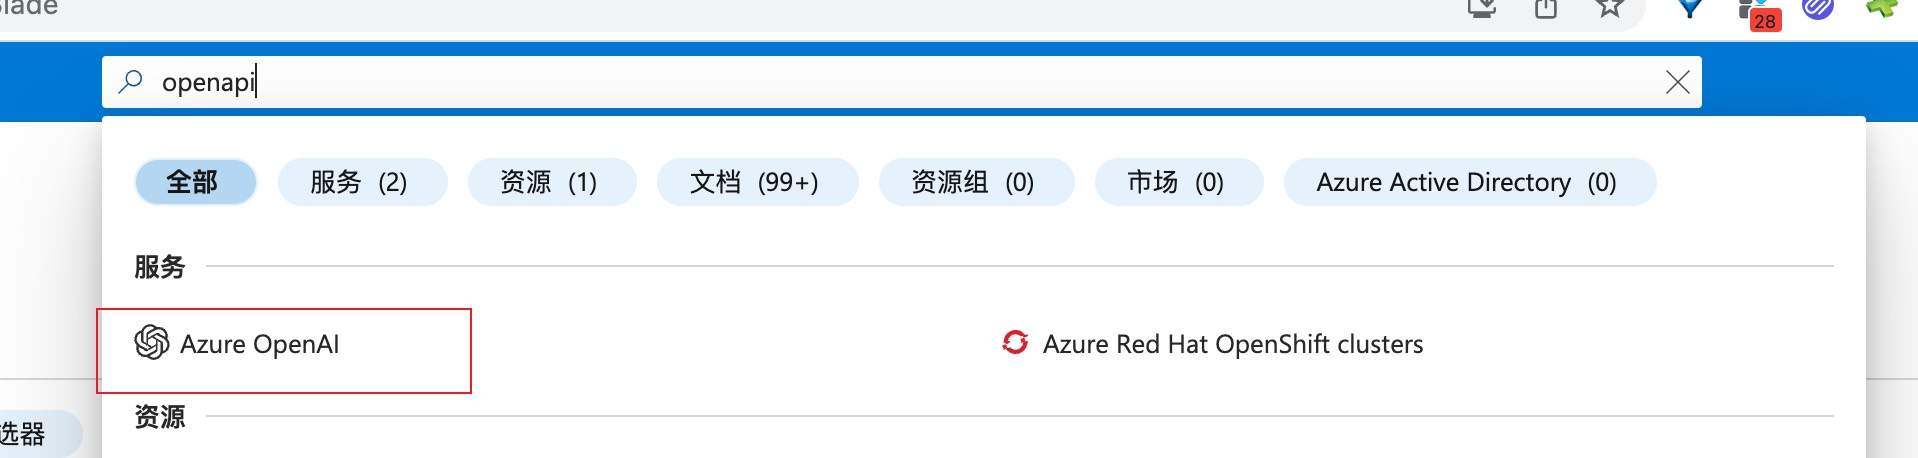 28
openapi
全部 服务 (2) 资源 (1) 文档 (99+) 资源组 (0) 市场 (0) Azure Active Directory (0)
服务
Azure OpenAI Azure Red Hat OpenShift clusters
资源
选器